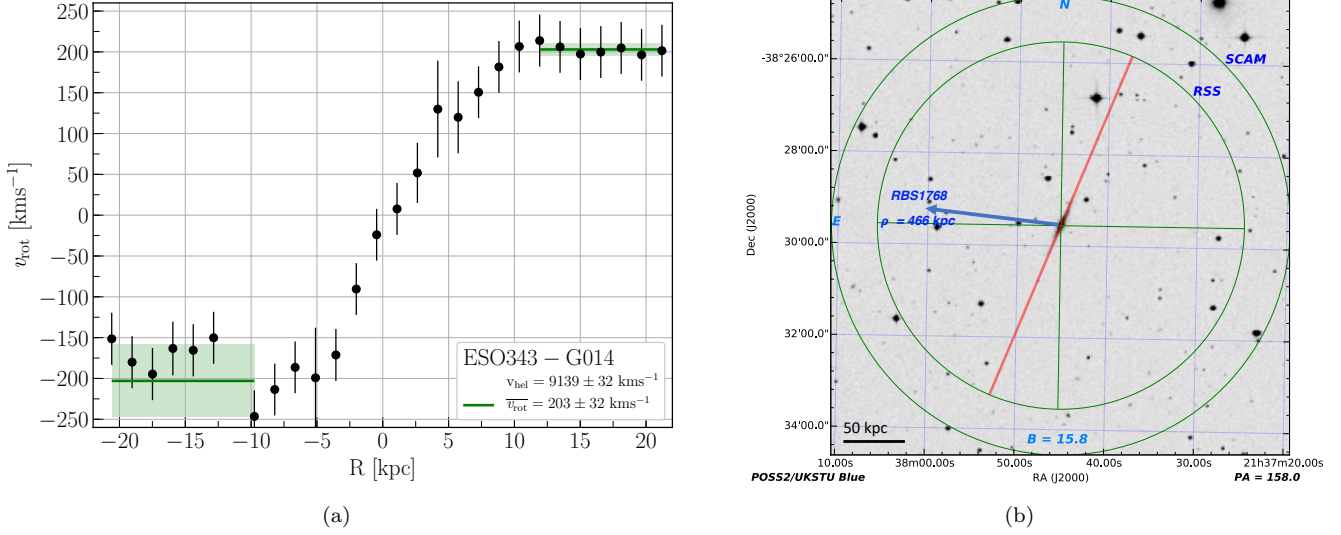 250
200
150
100
50
0
−50
−100
−150
−200
−250
v_rot [kms⁻¹]
ESO343 − G014
v_hel = 9139 ± 32 kms⁻¹
v̅_rot = 203 ± 32 kms⁻¹
−20 −15 −10 −5 0 5 10 15 20
R [kpc]
(a)
N
SCAM
RSS
-38°26'00.0"
28'00.0"
RBS1768
E
ρ = 466 kpc
30'00.0"
Dec (J2000)
32'00.0"
34'00.0"
50 kpc
B = 15.8
10.00s 38m00.00s 50.00s 40.00s 30.00s 21h37m20.00s
POSS2/UKSTU Blue RA (J2000) PA = 158.0
(b)